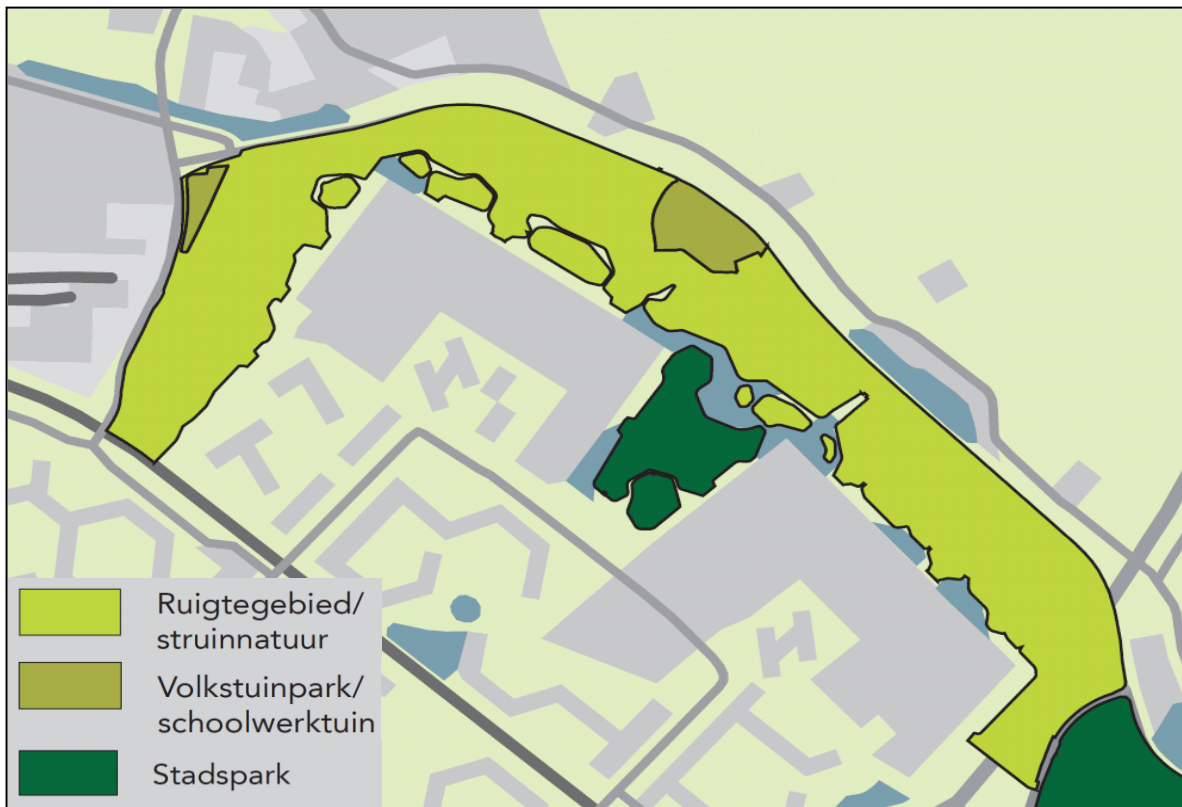 Ruigtegebied/
struinnatuur
Volkstuinpark/
schoolwerktuin
Stadspark